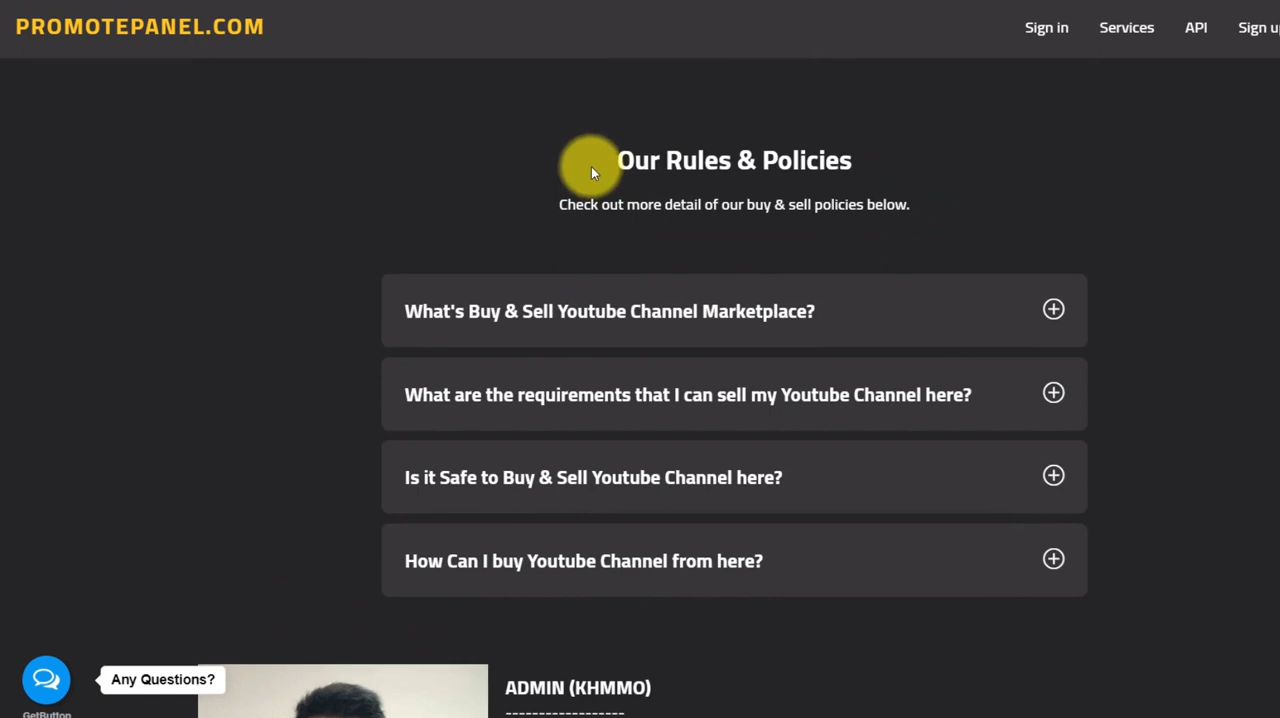 PROMOTEPANEL.COM
Sign in Services API Sign up
Our Rules & Policies
Check out more detail of our buy & sell policies below.
What's Buy & Sell Youtube Channel Marketplace?
What are the requirements that I can sell my Youtube Channel here?
Is it Safe to Buy & Sell Youtube Channel here?
How Can I buy Youtube Channel from here?
Any Questions?
GetButton
ADMIN (KHMMO)
------------------